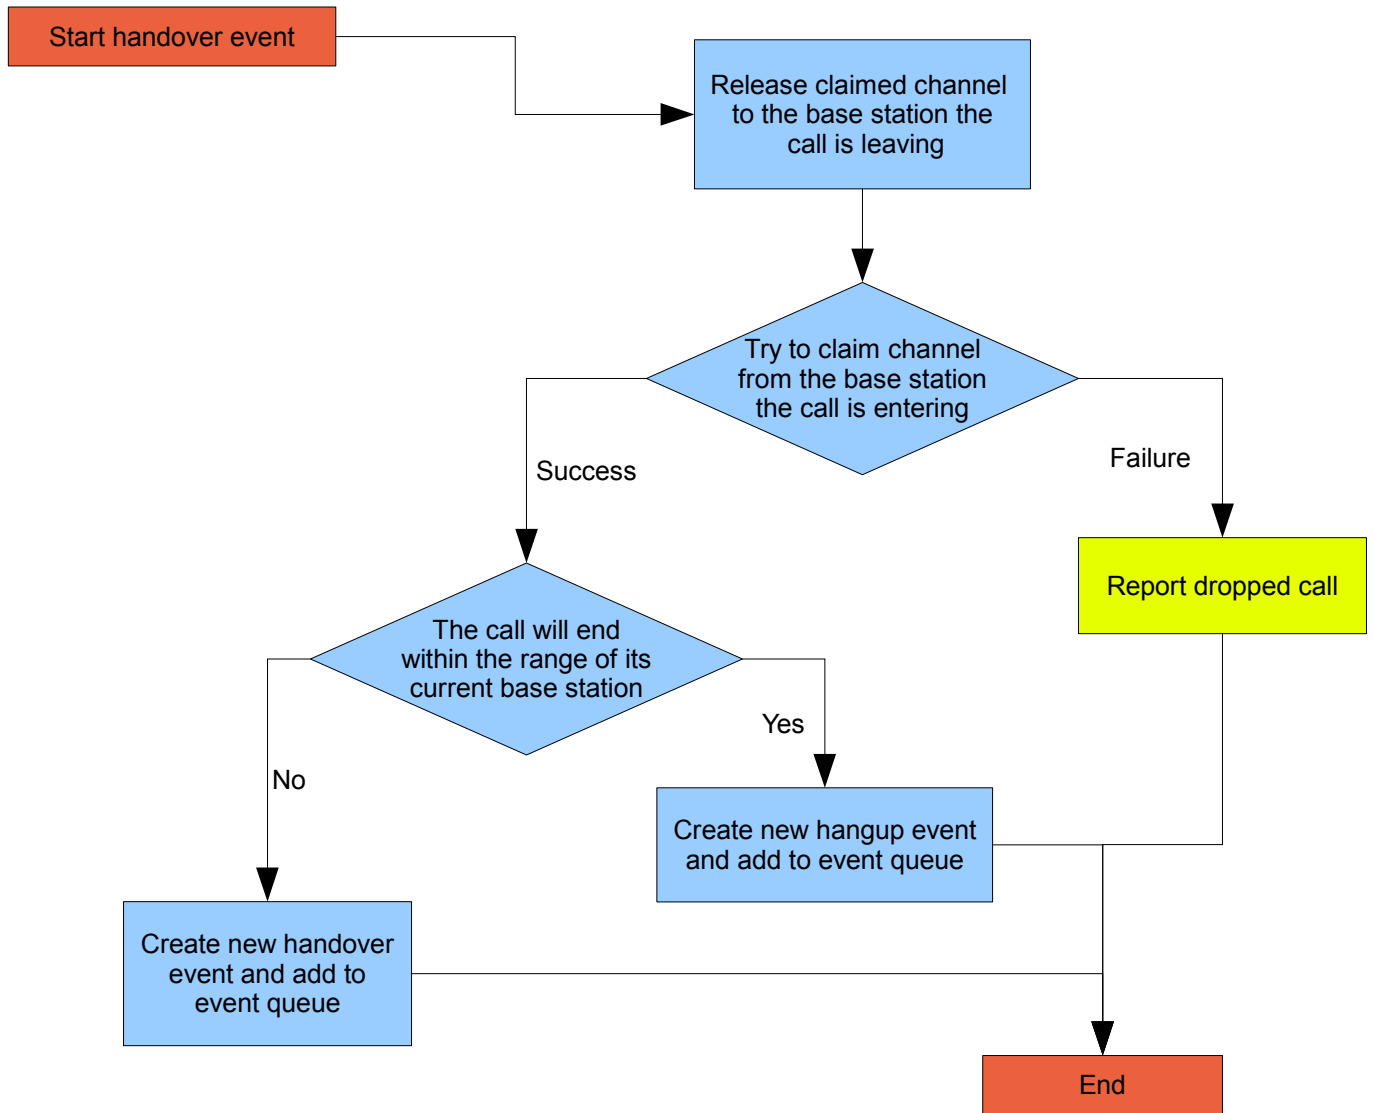 Start handover event
Release claimed channel
to the base station the
call is leaving
Try to claim channel
from the base station
the call is entering
Success
Failure
Report dropped call
The call will end
within the range of its
current base station
Yes
No
Create new hangup event
and add to event queue
Create new handover
event and add to
event queue
End